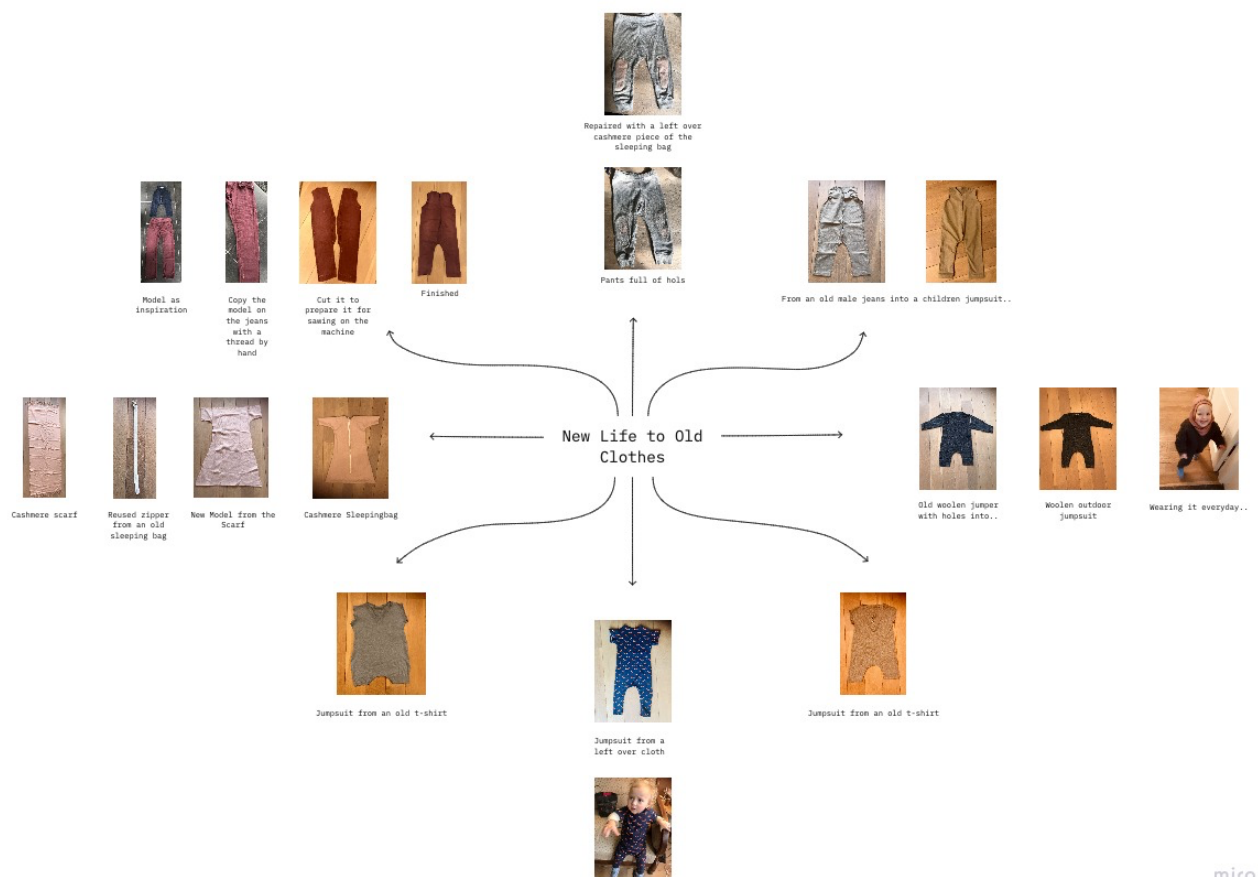 Repaired with a left over
cashmere piece of the
sleeping bag
Pants full of hols
Model as
inspiration
Copy the
model on
the jeans
with a
thread by
hand
Cut it to
prepare it for
sawing on the
machine
Finished
From an old male jeans into a children jumpsuit..
New Life to Old
Clothes
Cashmere scarf
Reused zipper
from an old
sleeping bag
New Model from the
Scarf
Cashmere Sleepingbag
Old woolen jumper
with holes into..
Woolen outdoor
jumpsuit
Wearing it everyday..
Jumpsuit from an old t-shirt
Jumpsuit from a
left over cloth
Jumpsuit from an old t-shirt
miro